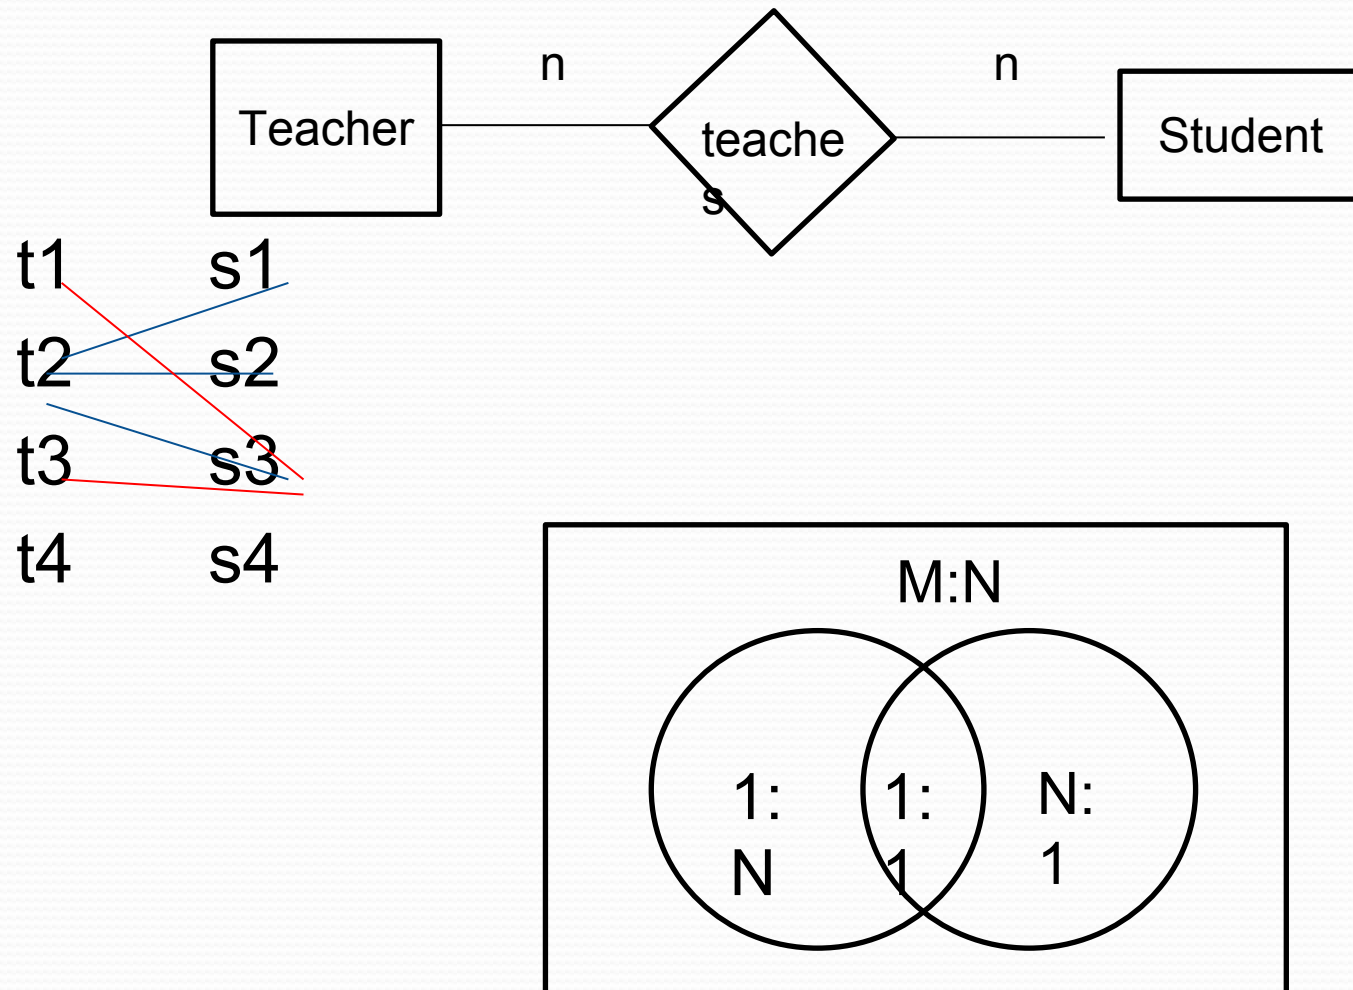 n
n
Teacher
teache
s
Student
t1 s1
t2 s2
t3 s3
t4 s4
M:N
1:
N
1:
1
N:
1